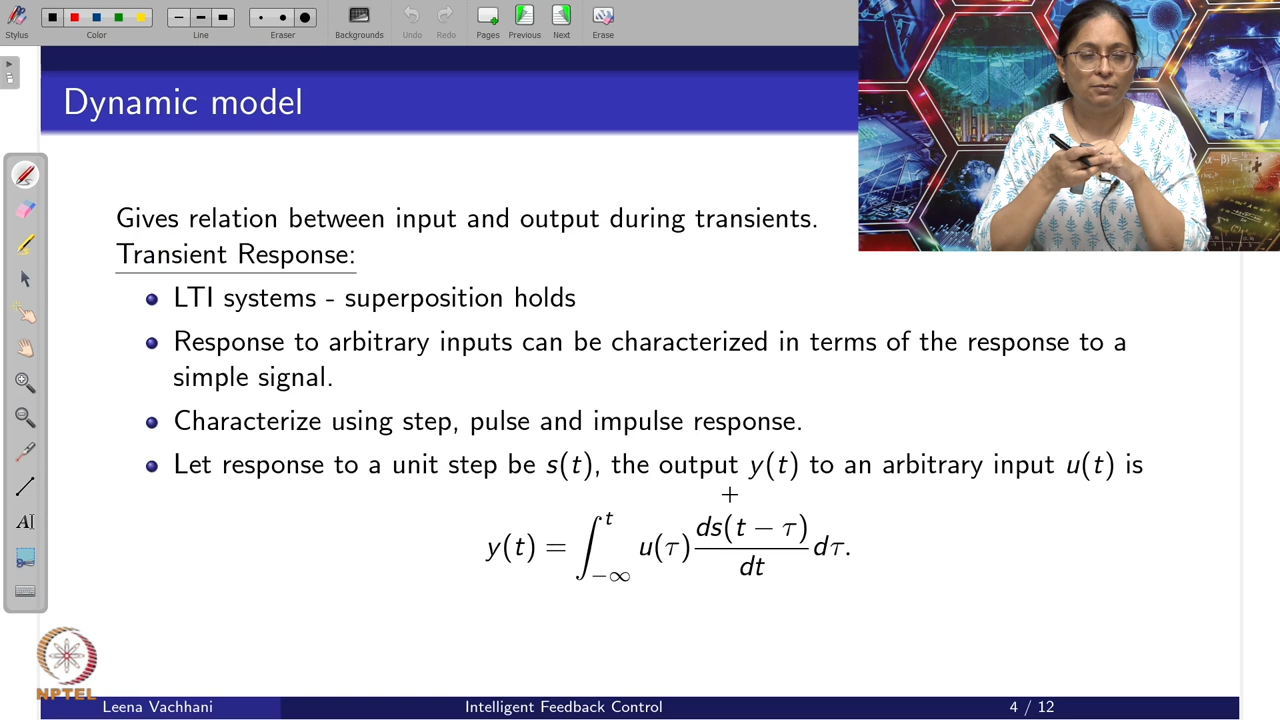 Stylus
Color
Line
Eraser
Backgrounds
Undo
Redo
Pages
Previous
Next
Erase
Dynamic model
Gives relation between input and output during transients.
Transient Response:
LTI systems - superposition holds
Response to arbitrary inputs can be characterized in terms of the response to a
simple signal.
Characterize using step, pulse and impulse response.
Let response to a unit step be s(t), the output y(t) to an arbitrary input u(t) is
y(t) = ∫_{−∞}^{t} u(τ) ds(t − τ)/dt dτ.
AI
NPTEL
Leena Vachhani Intelligent Feedback Control 4 / 12